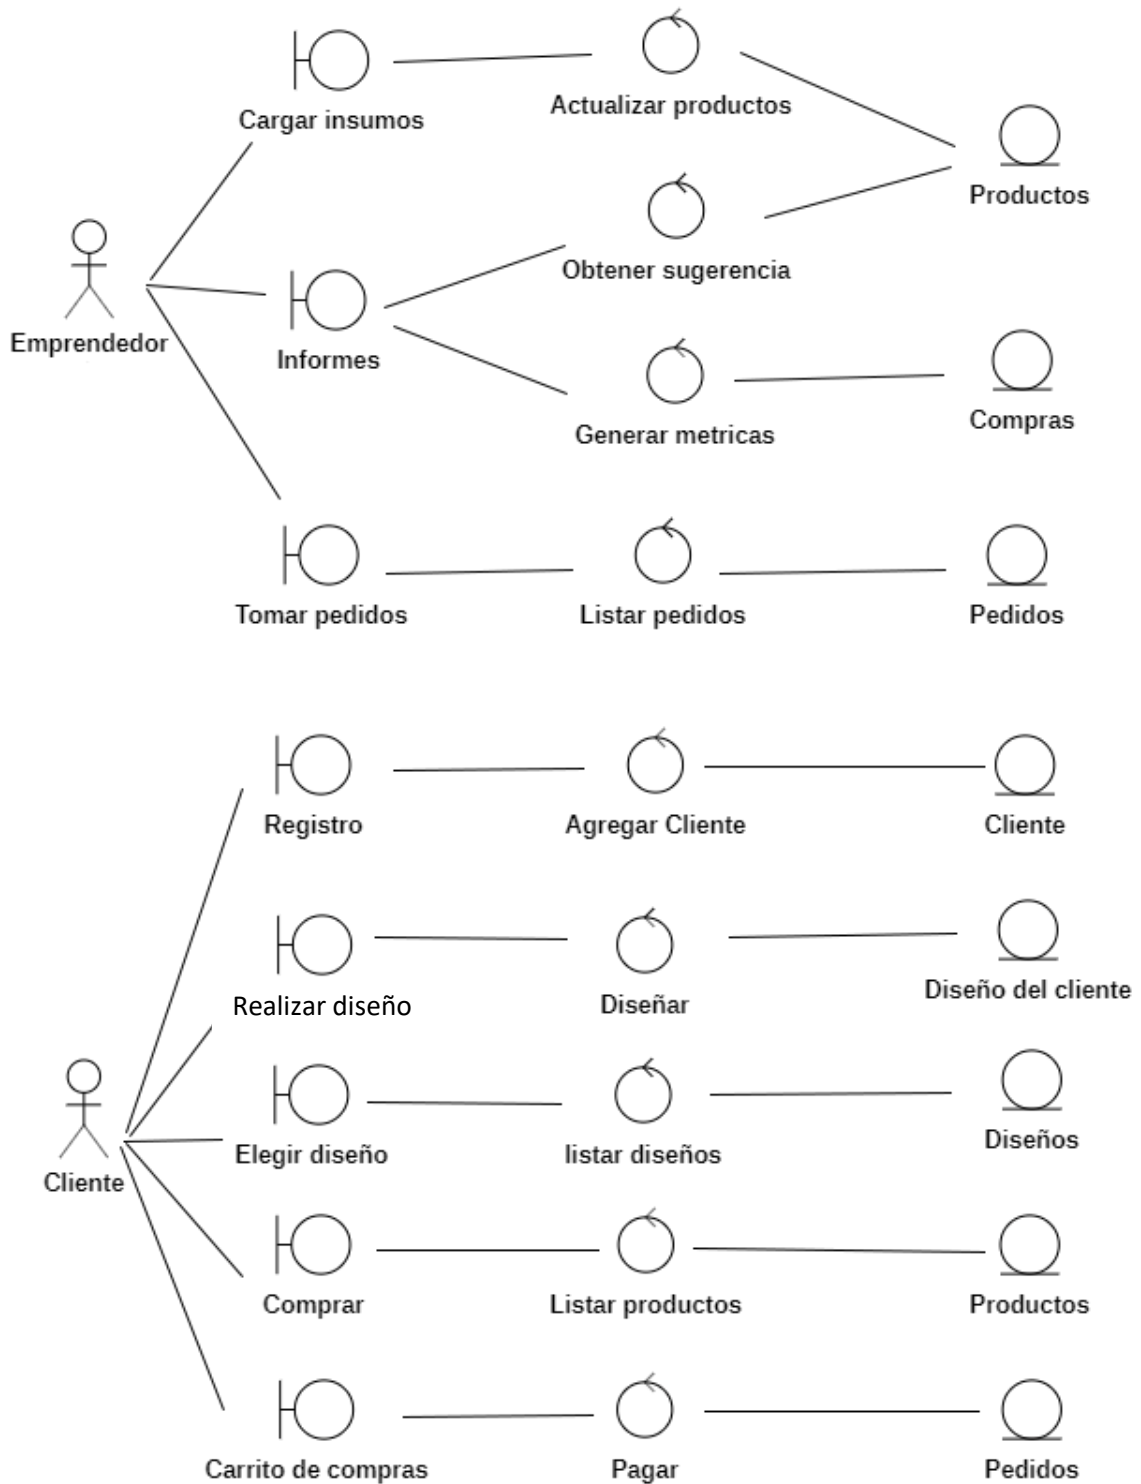 Cargar insumos
Actualizar productos
Productos
Obtener sugerencia
Emprendedor
Informes
Generar metricas
Compras
Tomar pedidos
Listar pedidos
Pedidos
Registro
Agregar Cliente
Cliente
Realizar diseño
Diseñar
Diseño del cliente
Elegir diseño
listar diseños
Diseños
Cliente
Comprar
Listar productos
Productos
Carrito de compras
Pagar
Pedidos